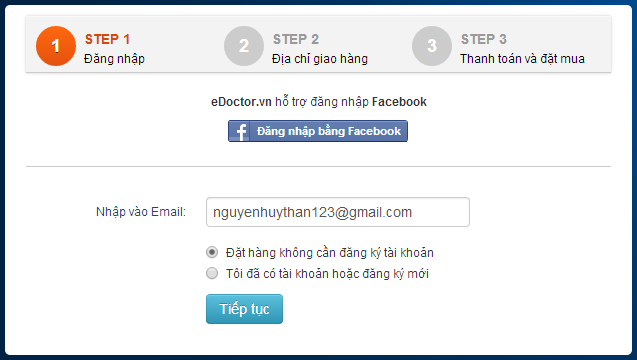 1 STEP 1 2 STEP 2 3 STEP 3
Đăng nhập Địa chỉ giao hàng Thanh toán và đặt mua
eDoctor.vn hỗ trợ đăng nhập Facebook
f Đăng nhập bằng Facebook
Nhập vào Email: nguyenhuythan123@gmail.com
Đặt hàng không cần đăng ký tài khoản
Tôi đã có tài khoản hoặc đăng ký mới
Tiếp tục